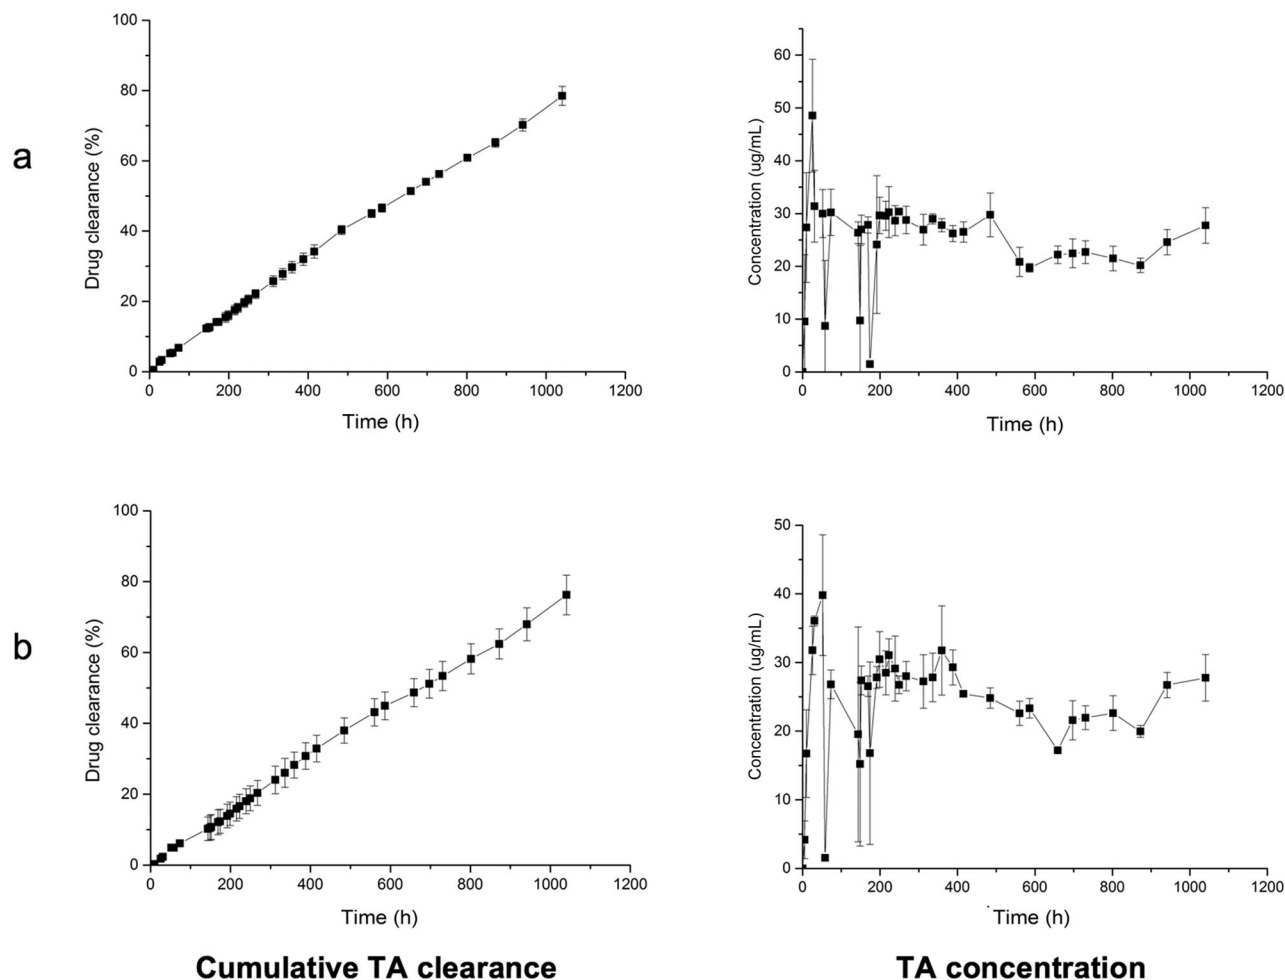 a
100
80
60
40
20
0
Drug clearance (%)
0 200 400 600 800 1000 1200
Time (h)
60
50
40
30
20
10
0
Concentration (ug/mL)
0 200 400 600 800 1000 1200
Time (h)
b
100
80
60
40
20
0
Drug clearance (%)
0 200 400 600 800 1000 1200
Time (h)
50
40
30
20
10
0
Concentration (ug/mL)
0 200 400 600 800 1000 1200
Time (h)
Cumulative TA clearance
TA concentration